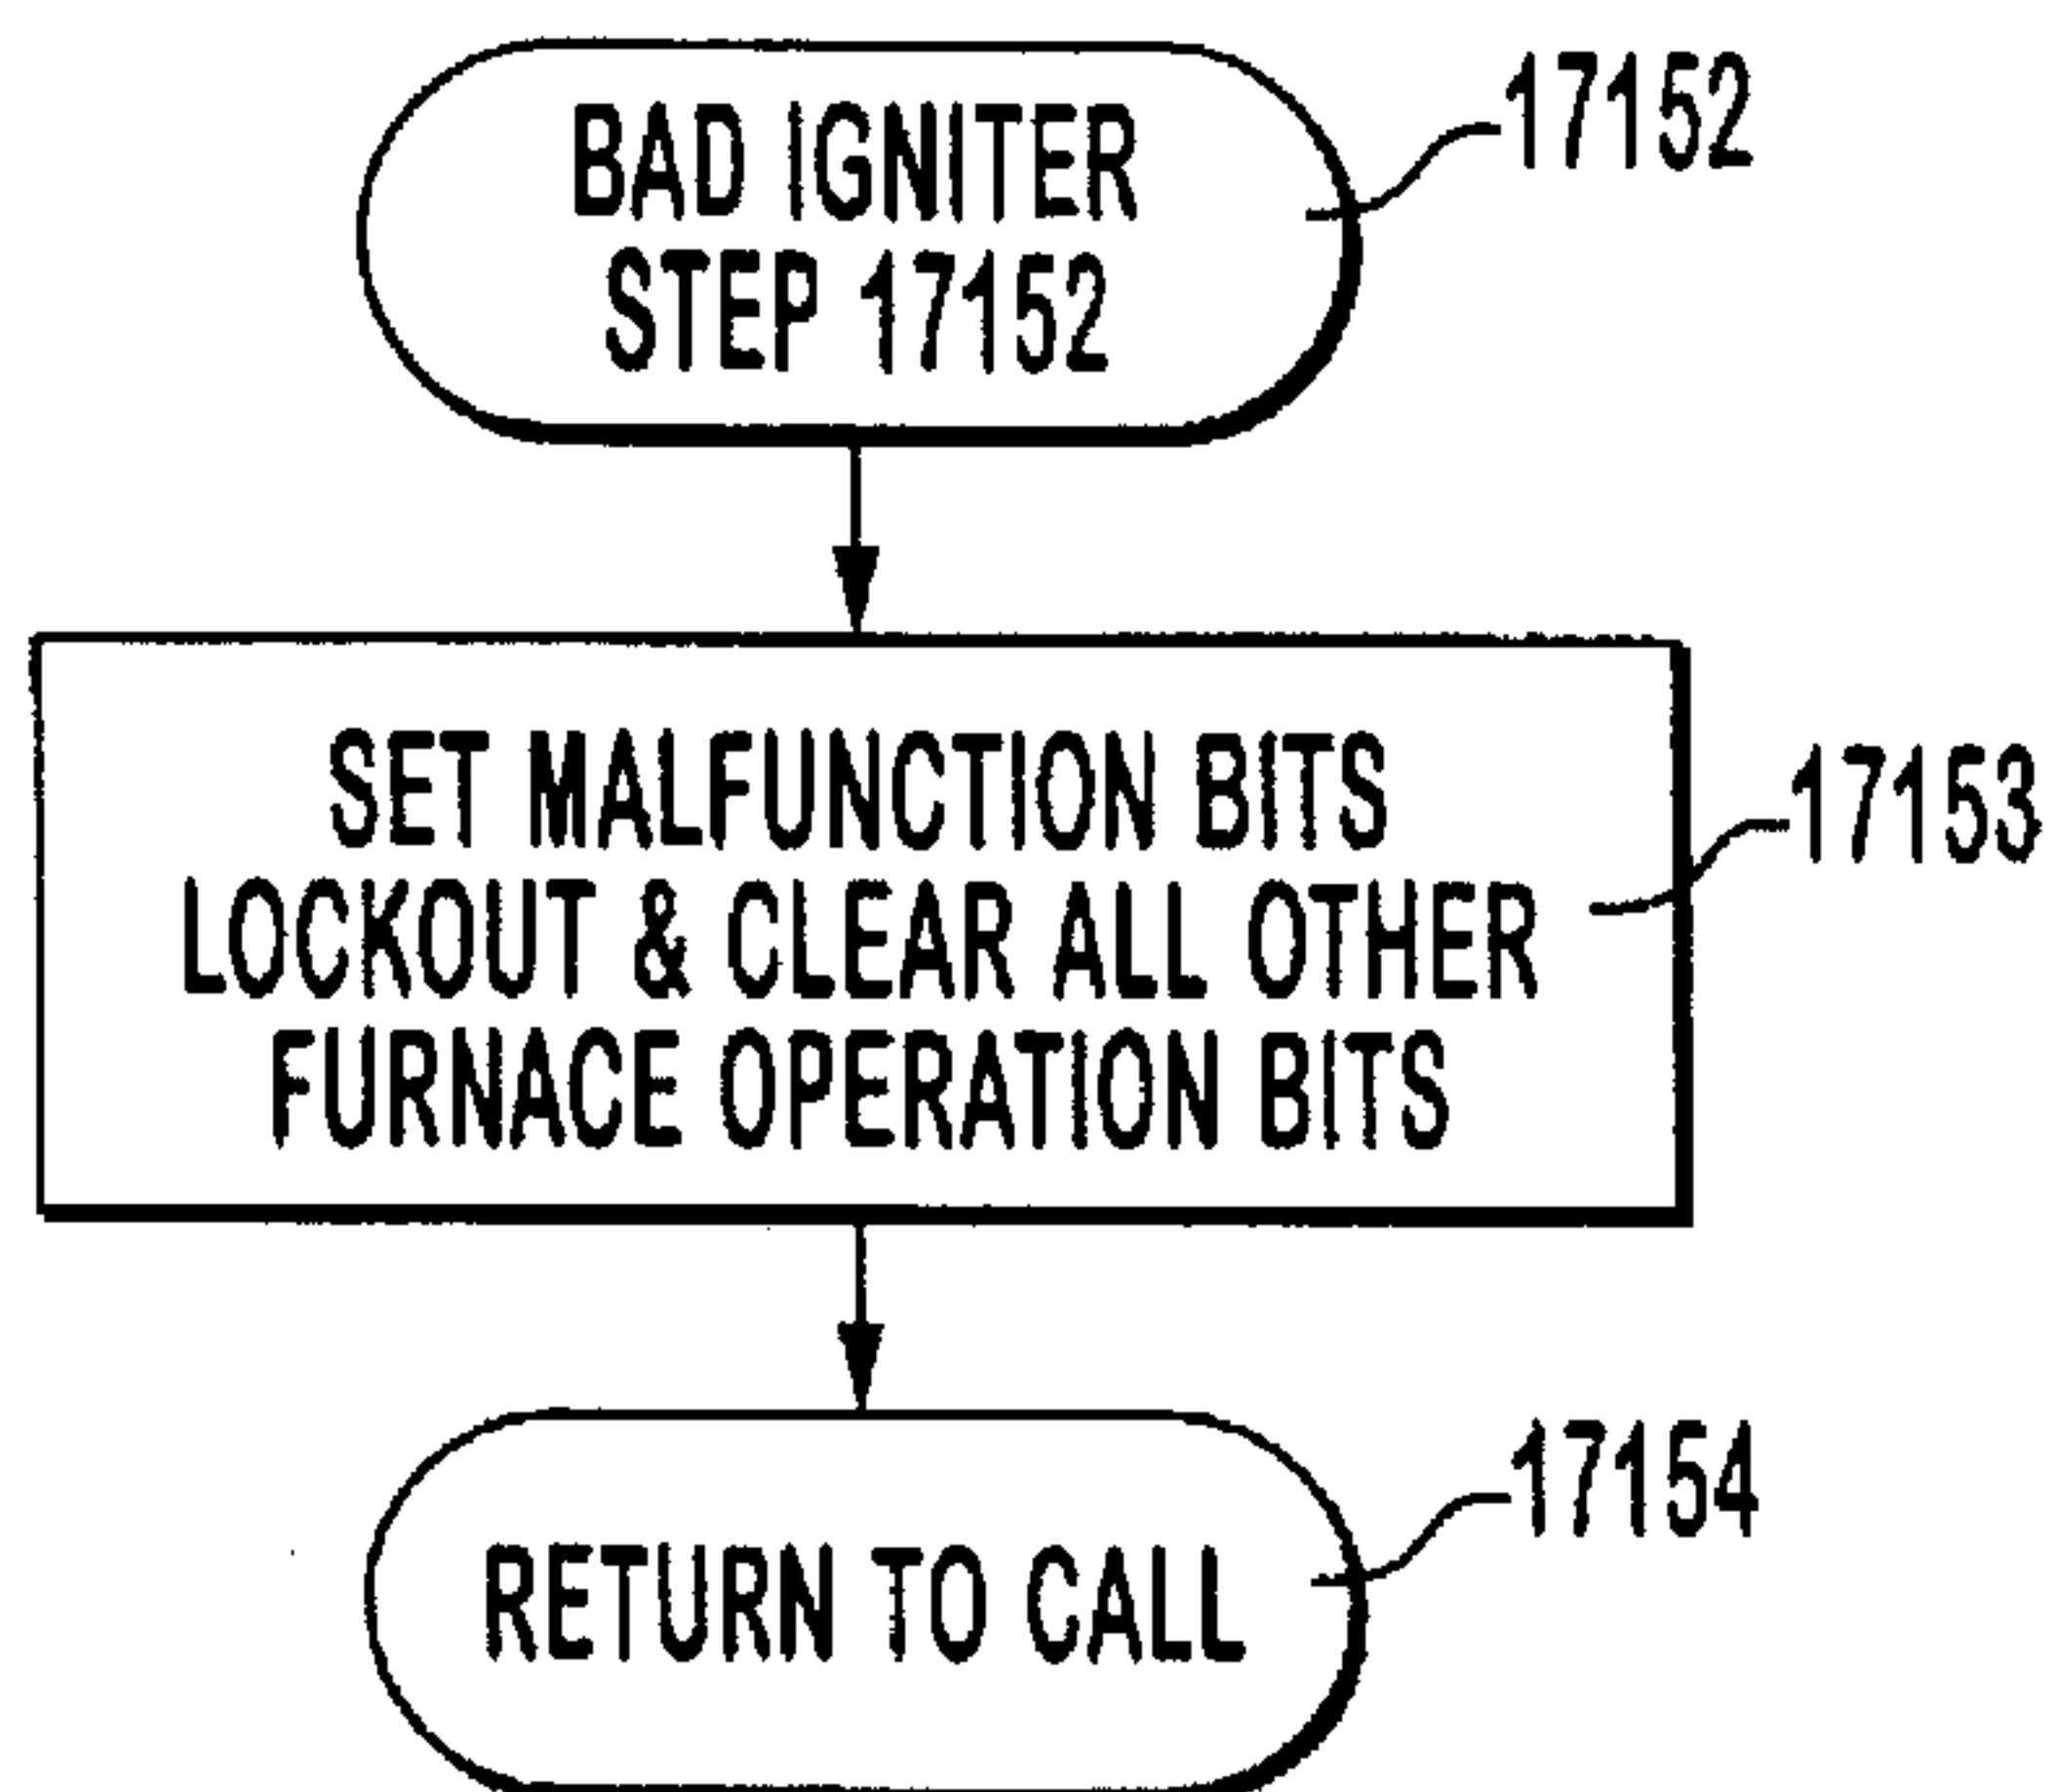 BAD IGNITER
STEP 17152
17152
SET MALFUNCTION BITS
LOCKOUT & CLEAR ALL OTHER
FURNACE OPERATION BITS
17153
RETURN TO CALL
17154